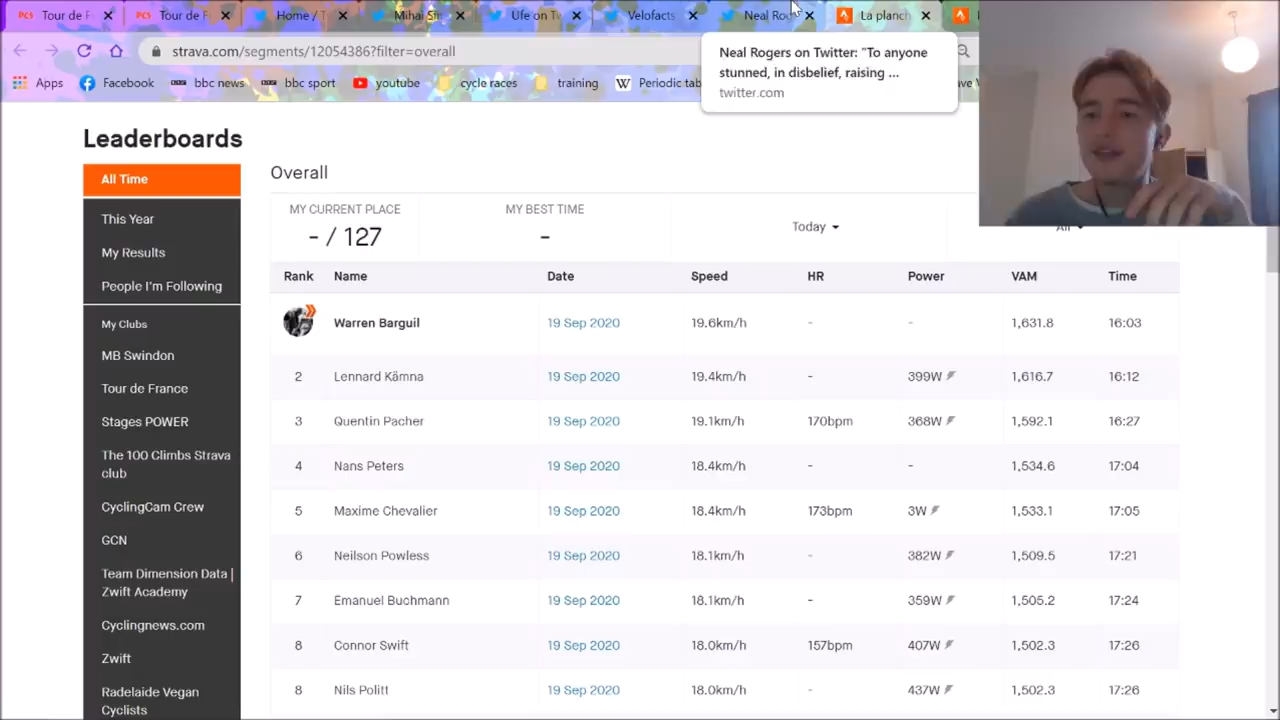 Tour de F
Tour de F
Home / T
Mihai Sim
Ufe on Tw
Velofacts
Neal Rog
La planch
strava.com/segments/12054386?filter=overall
Neal Rogers on Twitter: "To anyone
stunned, in disbelief, raising ...
twitter.com
Apps
Facebook
bbc news
bbc sport
youtube
cycle races
training
Periodic tab
Leaderboards
All Time
This Year
My Results
People I'm Following
My Clubs
MB Swindon
Tour de France
Stages POWER
The 100 Climbs Strava
club
CyclingCam Crew
GCN
Team Dimension Data |
Zwift Academy
Cyclingnews.com
Zwift
Radelaide Vegan
Cyclists
Overall
MY CURRENT PLACE
- / 127
MY BEST TIME
-
Today
All
Rank Name Date Speed HR Power VAM Time
Warren Barguil 19 Sep 2020 19.6km/h - - 1,631.8 16:03
2 Lennard Kämna 19 Sep 2020 19.4km/h - 399W 1,616.7 16:12
3 Quentin Pacher 19 Sep 2020 19.1km/h 170bpm 368W 1,592.1 16:27
4 Nans Peters 19 Sep 2020 18.4km/h - - 1,534.6 17:04
5 Maxime Chevalier 19 Sep 2020 18.4km/h 173bpm 3W 1,533.1 17:05
6 Neilson Powless 19 Sep 2020 18.1km/h - 382W 1,509.5 17:21
7 Emanuel Buchmann 19 Sep 2020 18.1km/h - 359W 1,505.2 17:24
8 Connor Swift 19 Sep 2020 18.0km/h 157bpm 407W 1,502.3 17:26
8 Nils Politt 19 Sep 2020 18.0km/h - 437W 1,502.3 17:26